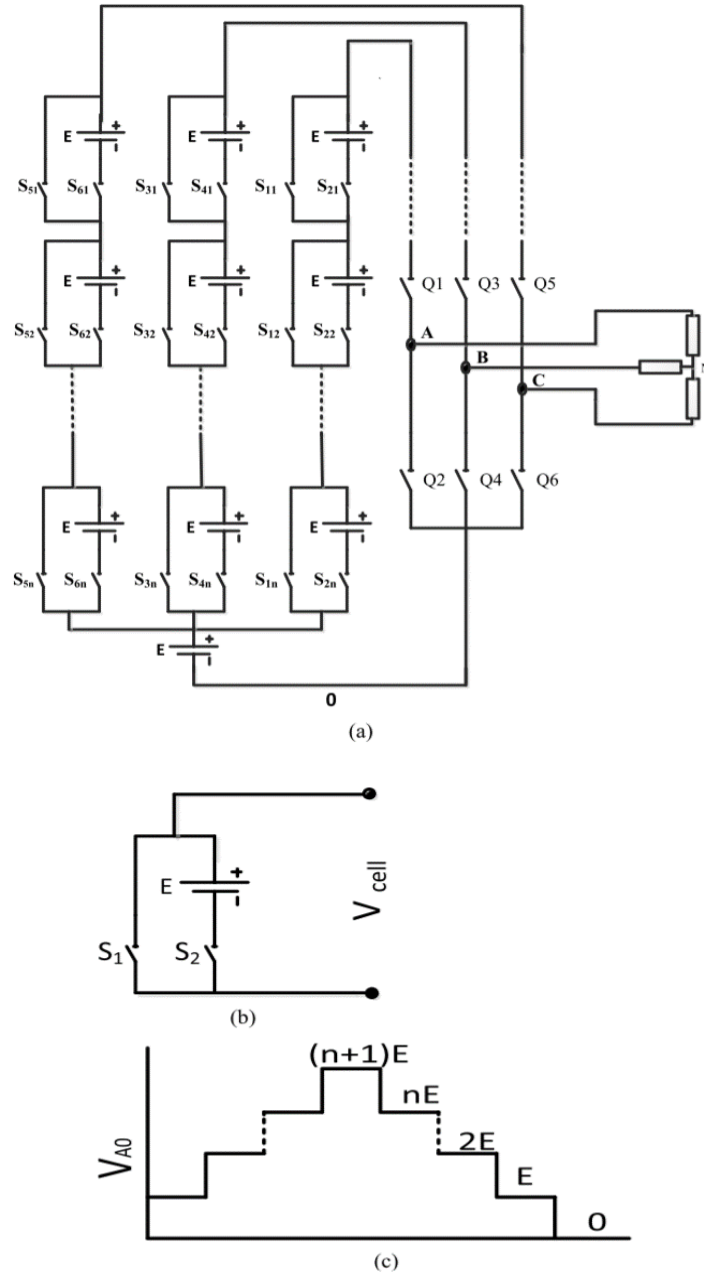 E + - E + - E + -
S51 S61 S31 S41 S11 S21
E + - E + - E + -
Q1 Q3 Q5
S52 S62 S32 S42 S12 S22
A
B
C
Q2 Q4 Q6
E + - E + - E + -
S5n S6n S3n S4n S1n S2n
E + -
0
(a)
E + -
V cell
S1 S2
(b)
(n+1)E
nE
2E
E
0
VA0
(c)